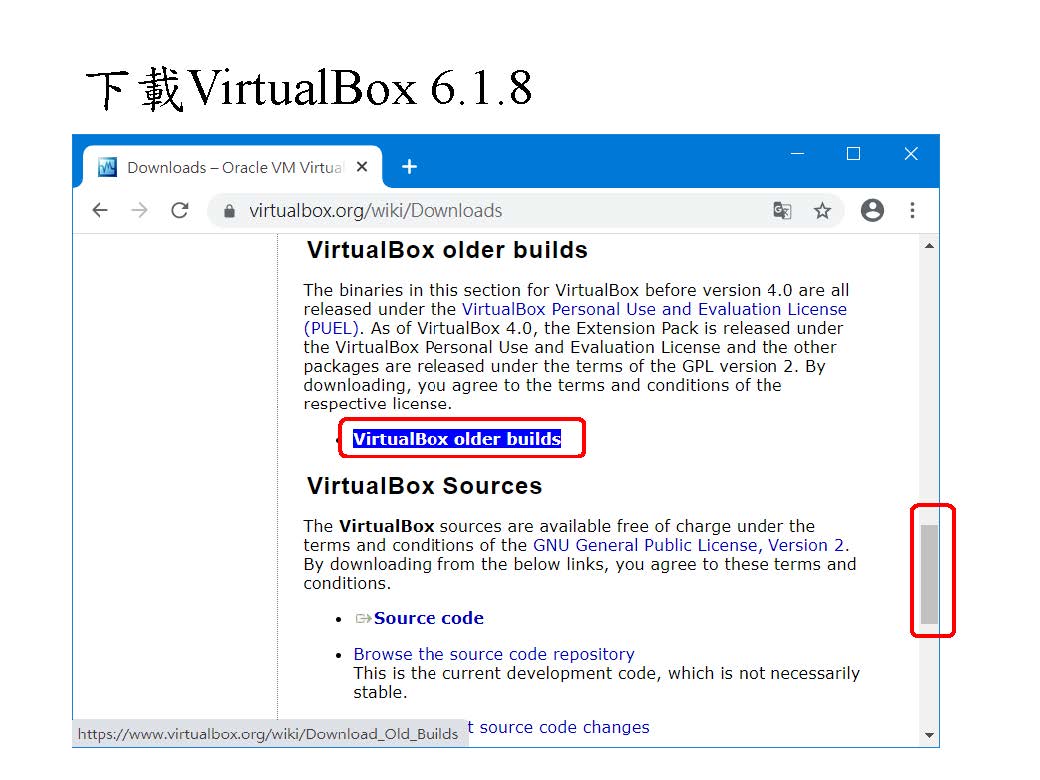 下載VirtualBox 6.1.8
Downloads – Oracle VM Virtua
virtualbox.org/wiki/Downloads
VirtualBox older builds
The binaries in this section for VirtualBox before version 4.0 are all
released under the VirtualBox Personal Use and Evaluation License
(PUEL). As of VirtualBox 4.0, the Extension Pack is released under
the VirtualBox Personal Use and Evaluation License and the other
packages are released under the terms of the GPL version 2. By
downloading, you agree to the terms and conditions of the
respective license.
VirtualBox older builds
VirtualBox Sources
The VirtualBox sources are available free of charge under the
terms and conditions of the GNU General Public License, Version 2.
By downloading from the below links, you agree to these terms and
conditions.
Source code
Browse the source code repository
This is the current development code, which is not necessarily
stable.
t source code changes
https://www.virtualbox.org/wiki/Download_Old_Builds